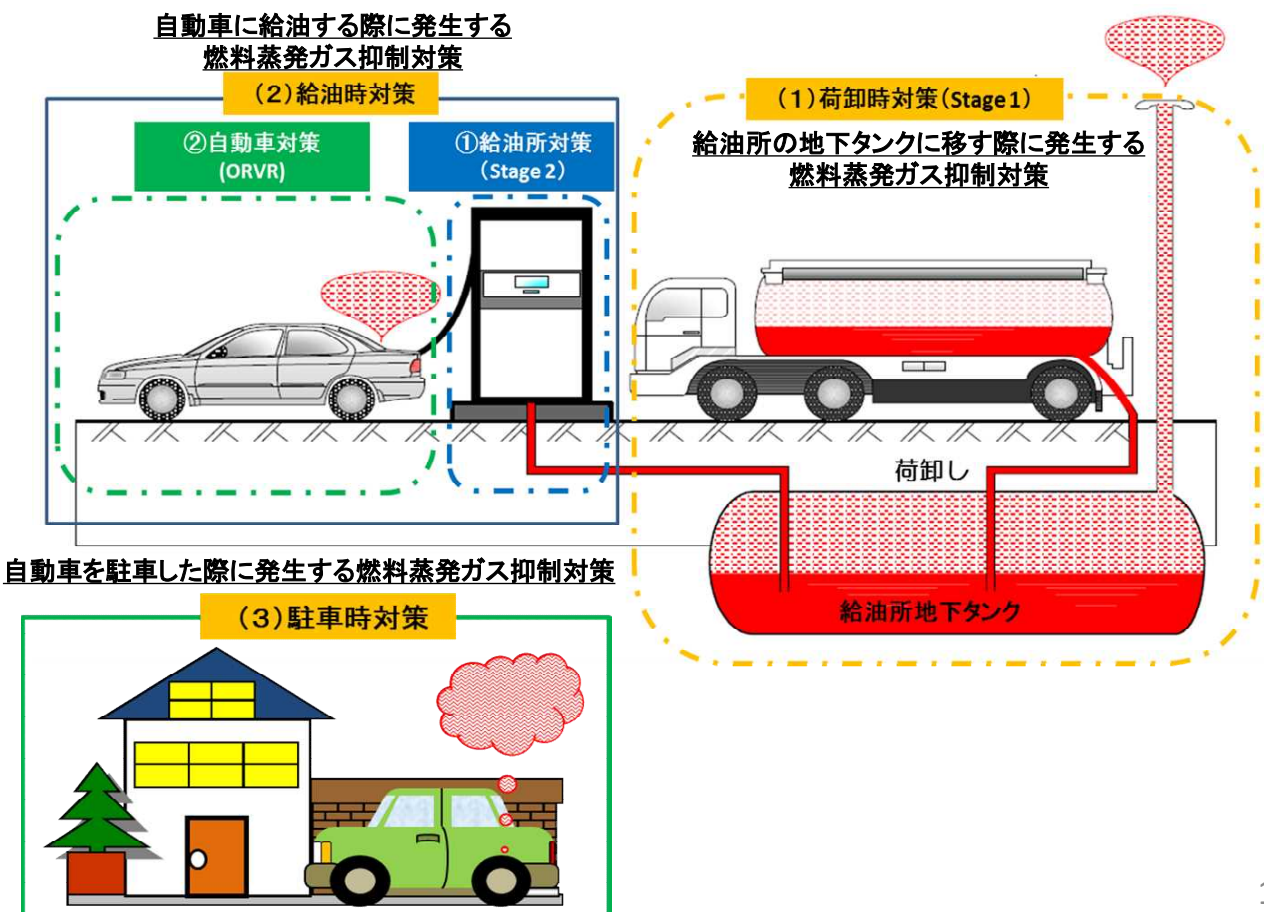 自動車に給油する際に発生する
燃料蒸発ガス抑制対策
(2)給油時対策
②自動車対策
(ORVR)
①給油所対策
(Stage 2)
(1)荷卸時対策(Stage 1)
給油所の地下タンクに移す際に発生する
燃料蒸発ガス抑制対策
荷卸し
給油所地下タンク
自動車を駐車した際に発生する燃料蒸発ガス抑制対策
(3)駐車時対策